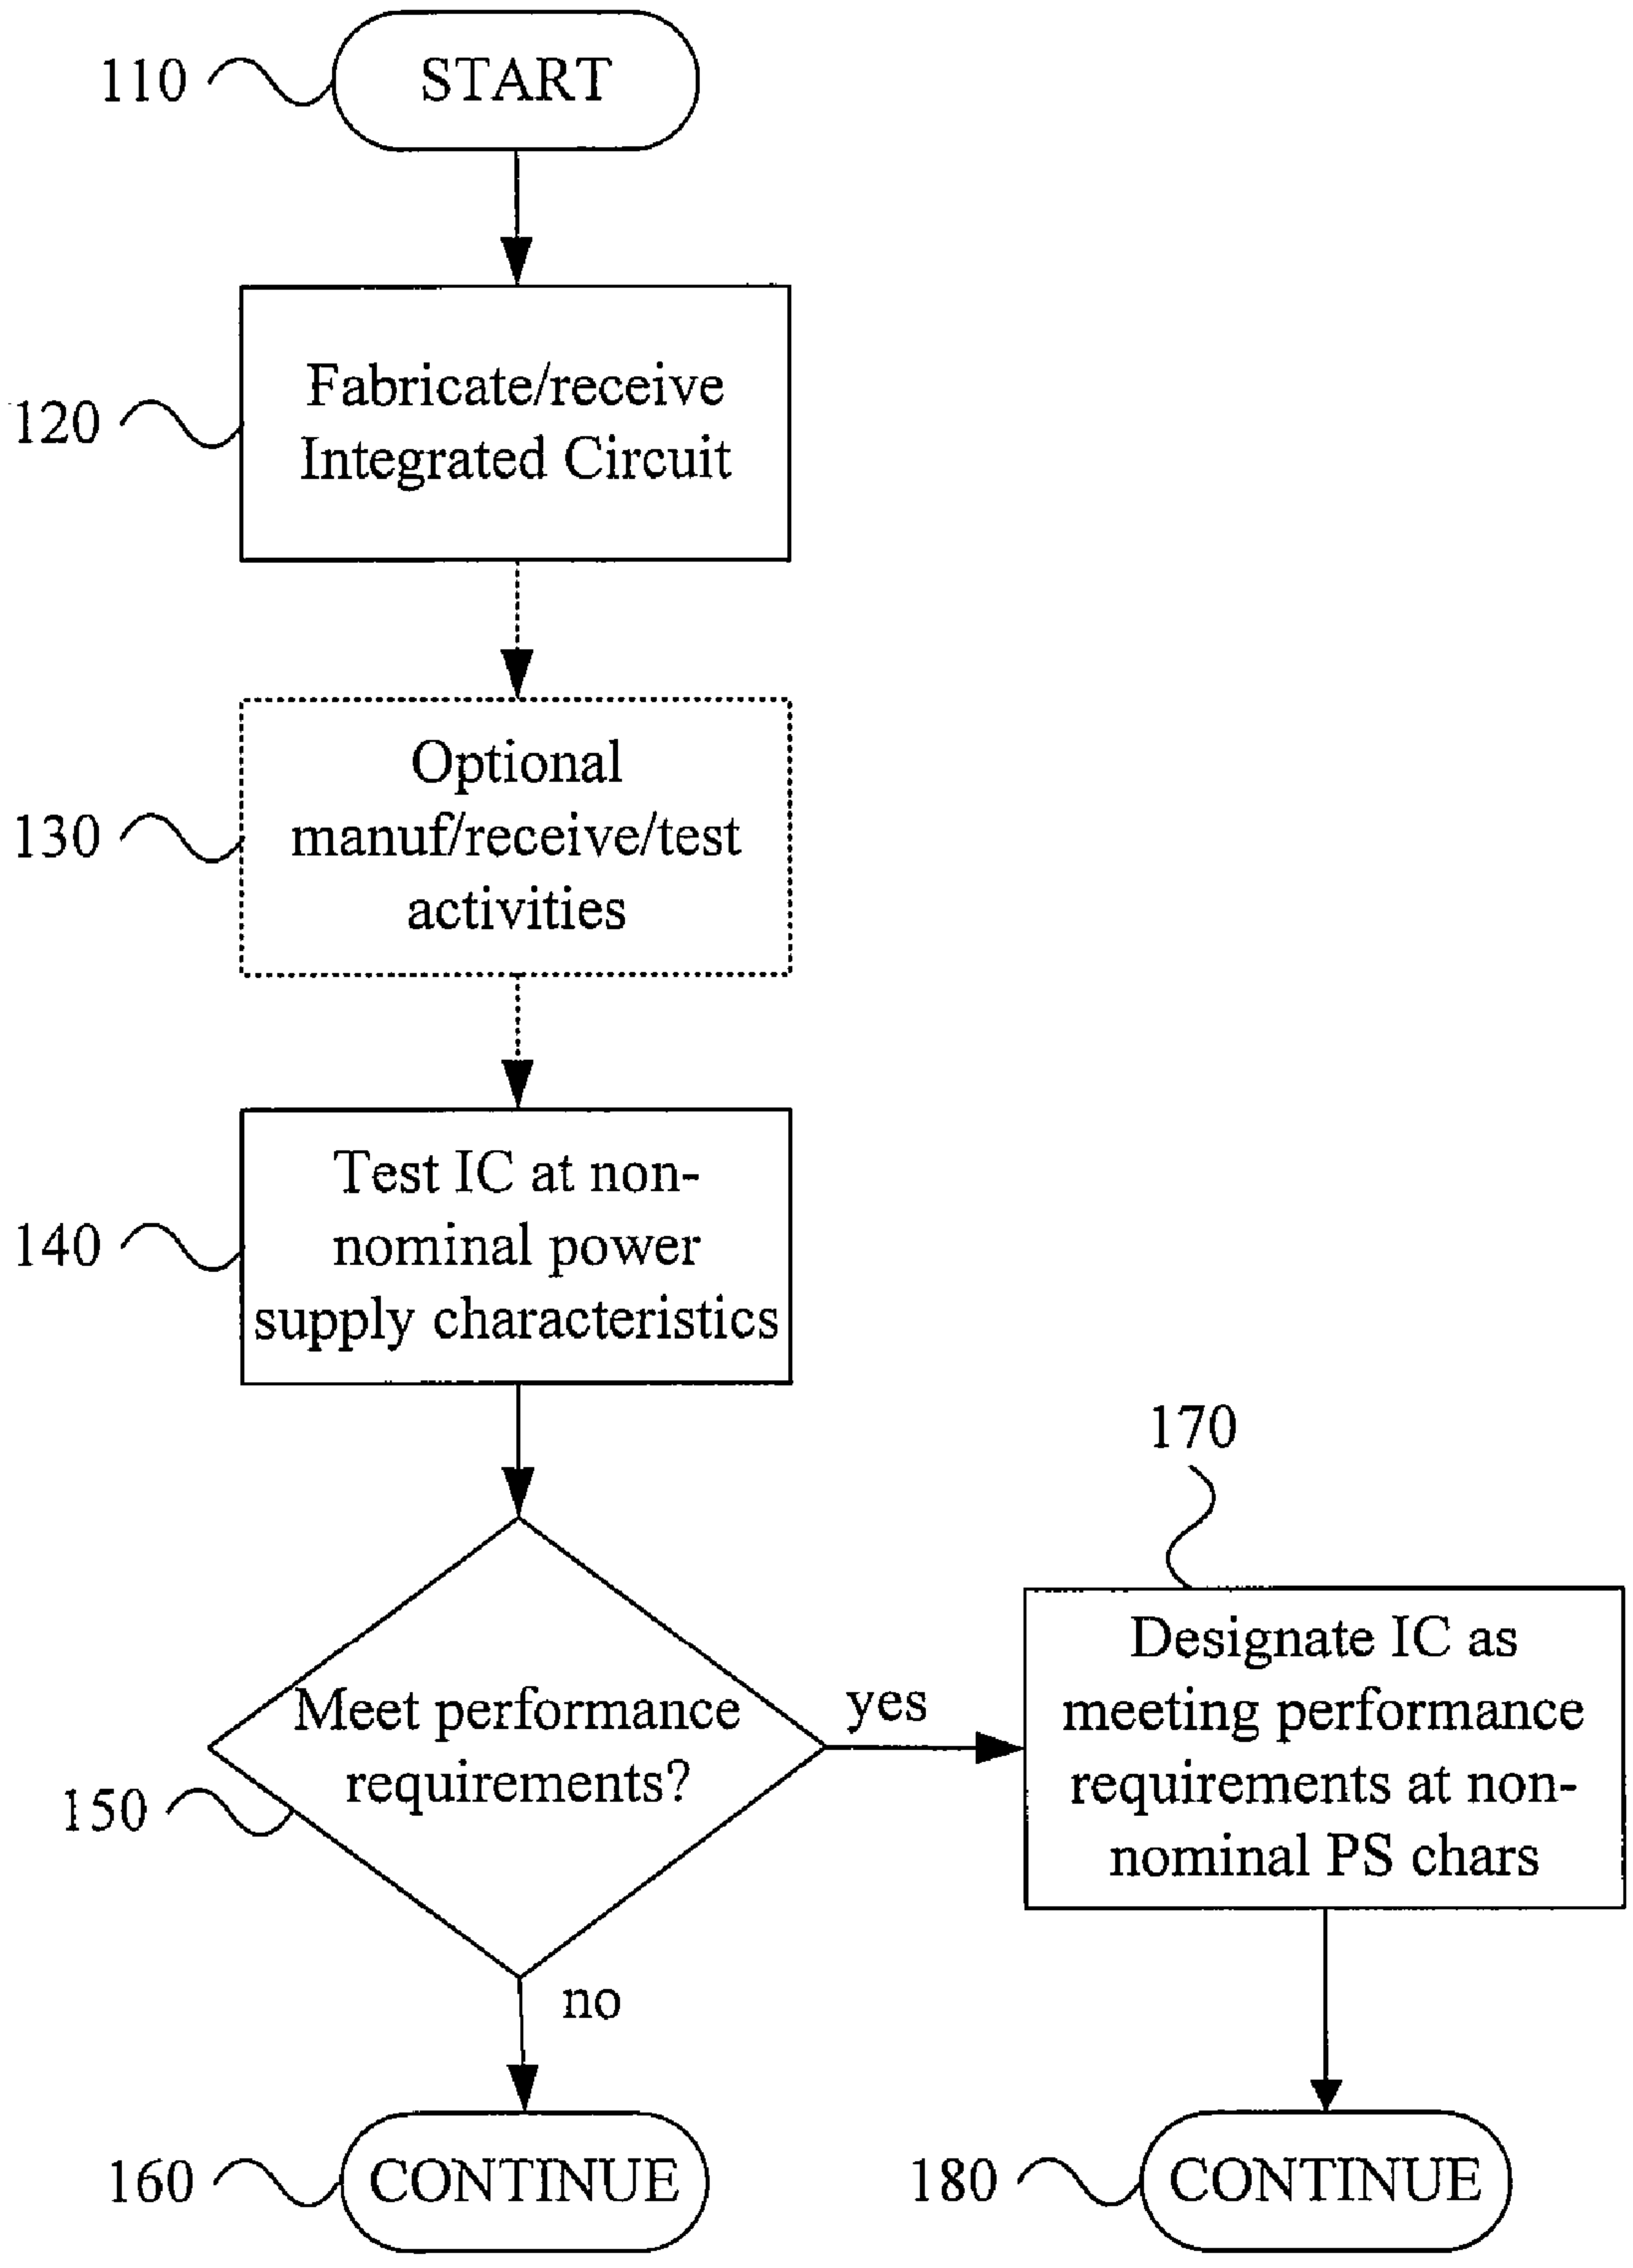 110
START
120
Fabricate/receive
Integrated Circuit
130
Optional
manuf/receive/test
activities
140
Test IC at non-
nominal power
supply characteristics
150
Meet performance
requirements?
yes
no
170
Designate IC as
meeting performance
requirements at non-
nominal PS chars
160
CONTINUE
180
CONTINUE